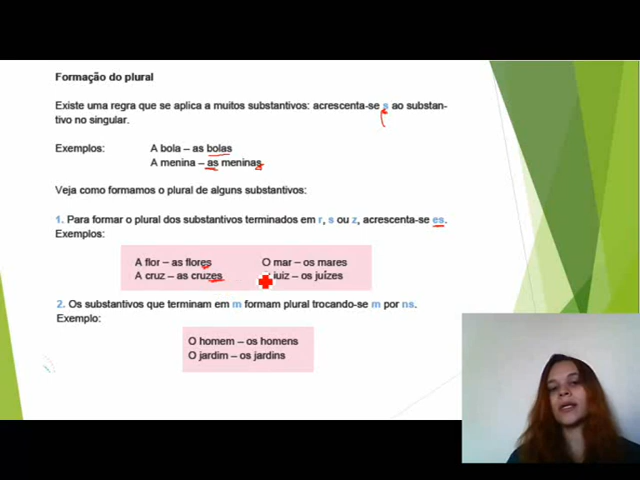 Formação do plural
Existe uma regra que se aplica a muitos substantivos: acrescenta-se s ao substan-
tivo no singular.
Exemplos: A bola – as bolas
A menina – as meninas
Veja como formamos o plural de alguns substantivos:
1. Para formar o plural dos substantivos terminados em r, s ou z, acrescenta-se es.
Exemplos:
A flor – as flores O mar – os mares
A cruz – as cruzes juiz – os juízes
2. Os substantivos que terminam em m formam plural trocando-se m por ns.
Exemplo:
O homem – os homens
O jardim – os jardins